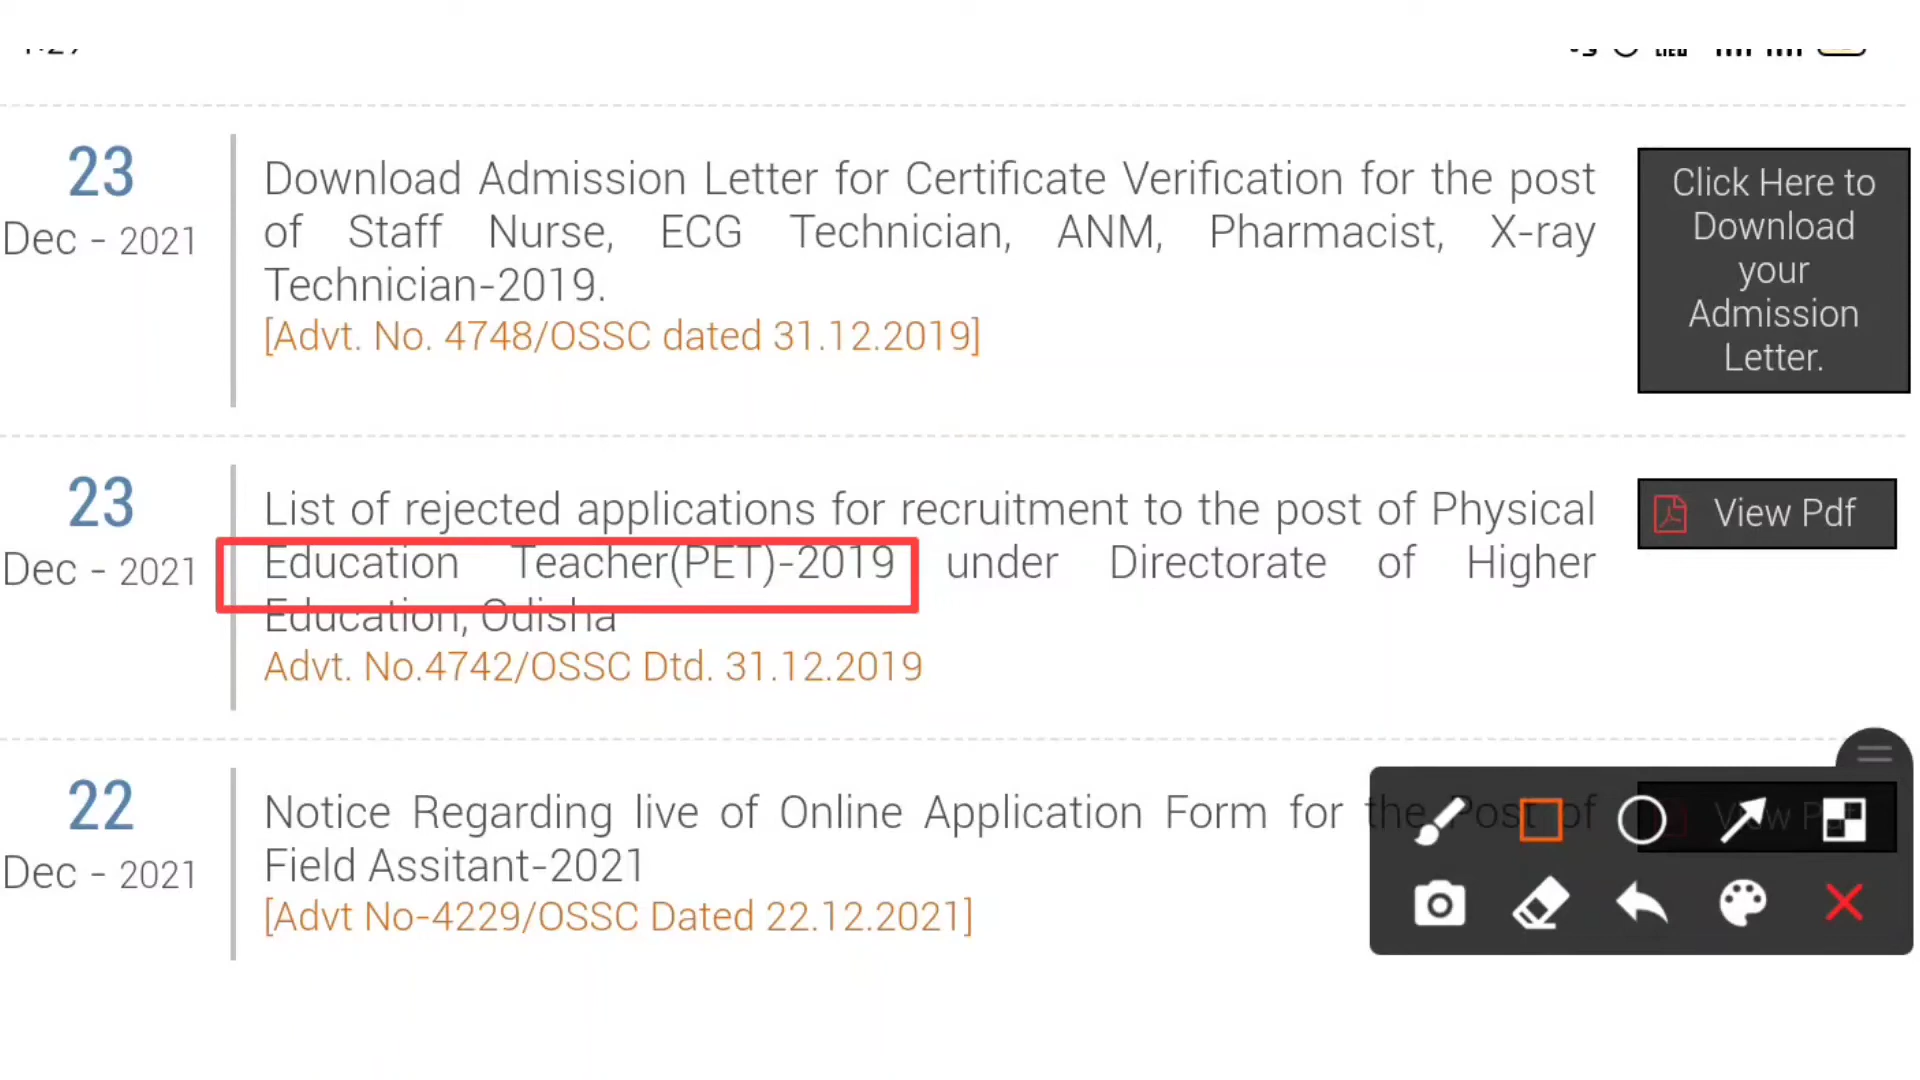 23
Dec - 2021
Download Admission Letter for Certificate Verification for the post
of Staff Nurse, ECG Technician, ANM, Pharmacist, X-ray
Technician-2019.
[Advt. No. 4748/OSSC dated 31.12.2019]
Click Here to
Download
your
Admission
Letter.
23
Dec - 2021
List of rejected applications for recruitment to the post of Physical
Education Teacher(PET)-2019 under Directorate of Higher
Education, Odisha
Advt. No.4742/OSSC Dtd. 31.12.2019
View Pdf
22
Dec - 2021
Notice Regarding live of Online Application Form for the Post of
Field Assitant-2021
[Advt No-4229/OSSC Dated 22.12.2021]